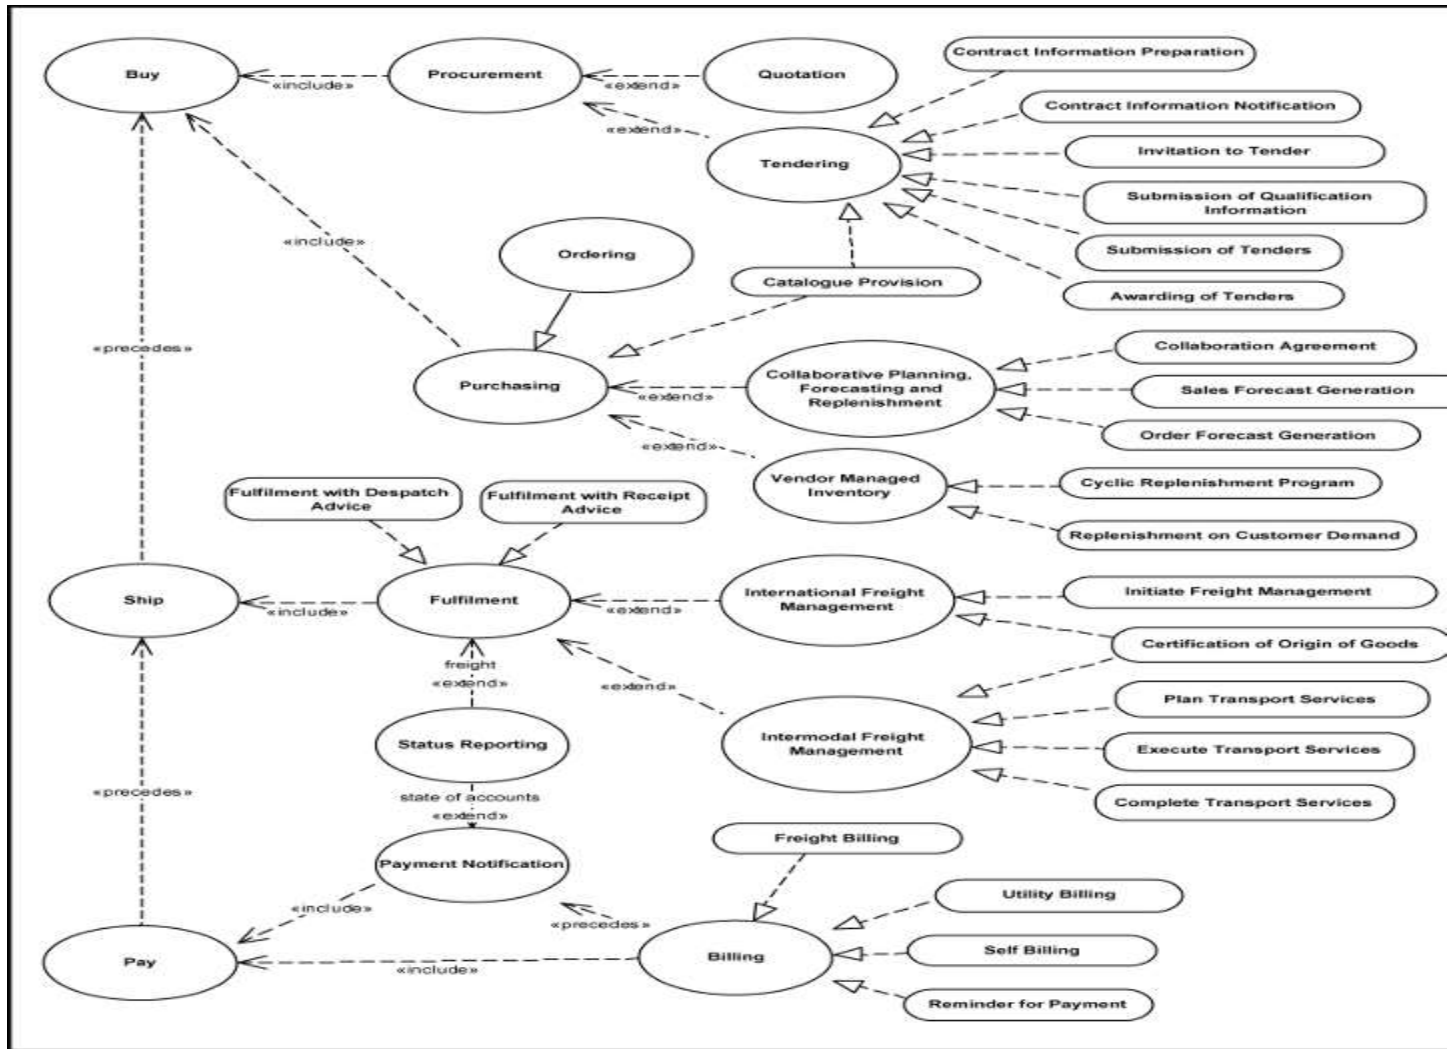 Buy
«include»
Procurement
«extend»
Quotation
Contract Information Preparation
Contract Information Notification
«extend»
Tendering
Invitation to Tender
Submission of Qualification
Information
Submission of Tenders
Awarding of Tenders
«include»
Ordering
Catalogue Provision
«precedes»
Purchasing
«extend»
Collaborative Planning,
Forecasting and
Replenishment
Collaboration Agreement
Sales Forecast Generation
Order Forecast Generation
«extend»
Vendor Managed
Inventory
Cyclic Replenishment Program
Replenishment on Customer Demand
Fulfilment with Despatch
Advice
Fulfilment with Receipt
Advice
Ship
«include»
Fulfilment
«extend»
International Freight
Management
Initiate Freight Management
Certification of Origin of Goods
freight
«extend»
«extend»
Status Reporting
Intermodal Freight
Management
Plan Transport Services
Execute Transport Services
Complete Transport Services
«precedes»
state of accounts
«extend»
Payment Notification
Freight Billing
«include»
«precedes»
Utility Billing
Pay
«include»
Billing
Self Billing
Reminder for Payment